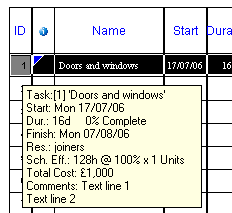 ID Name Start Dura
1 Doors and windows 17/07/06 16
Task:[1] 'Doors and windows'
Start: Mon 17/07/06
Dur.: 16d 0% Complete
Finish: Mon 07/08/06
Res.: joiners
Sch. Eff.: 128h @ 100% x 1 Units
Total Cost: £1,000
Comments: Text line 1
Text line 2